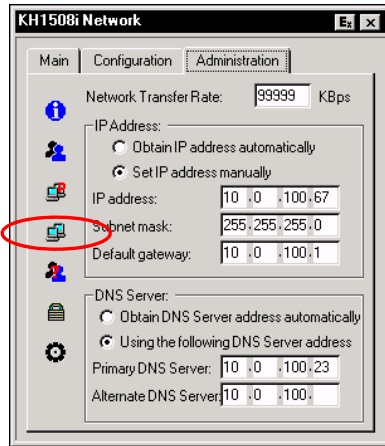 KH1508i Network
Ex
Main Configuration Administration
Network Transfer Rate: 99999 KBps
IP Address:
Obtain IP address automatically
Set IP address manually
IP address: 10 .0 .100.67
Subnet mask: 255.255.255.0
Default gateway: 10 .0 .100.1
DNS Server:
Obtain DNS Server address automatically
Using the following DNS Server address
Primary DNS Server: 10 .0 .100.23
Alternate DNS Server: 10 .0 .100.